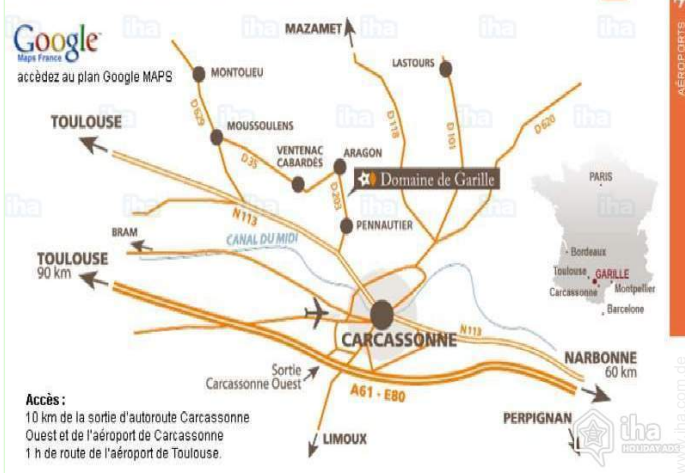 Google
Maps France
accèdez au plan Google MAPS
MAZAMET
LASTOURS
MONTOLIEU
AÉROPORTS
TOULOUSE
D629
MOUSSOULENS
D118
D101
D620
VENTENAC
CABARDÈS
ARAGON
D35
Domaine de Garille
D203
PARIS
N113
PENNAUTIER
BRAM
CANAL DU MIDI
TOULOUSE
90 km
Bordeaux
Toulouse
GARILLE
Carcassonne
Montpellier
Barcelone
CARCASSONNE
N113
NARBONNE
60 km
Sortie
Carcassonne Ouest
A61 - E80
Accès :
10 km de la sortie d'autoroute Carcassonne
Ouest et de l'aéroport de Carcassonne
1 h de route de l'aéroport de Toulouse.
LIMOUX
PERPIGNAN
iha
HOLIDAY ADS
www.iha.com.de